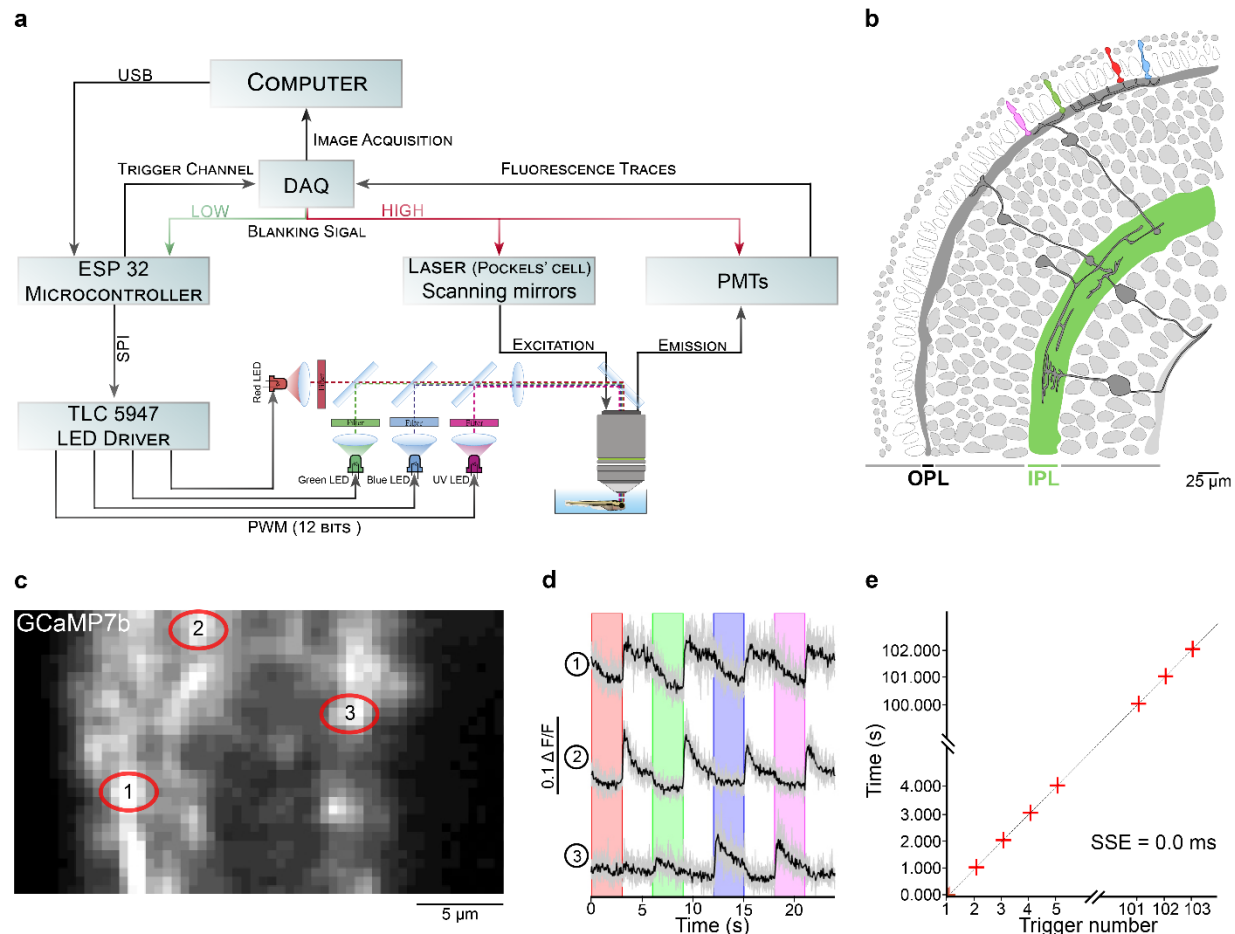 a
COMPUTER
USB
IMAGE ACQUISITION
TRIGGER CHANNEL
DAQ
FLUORESCENCE TRACES
LOW
HIGH
BLANKING SIGAL
ESP 32
MICROCONTROLLER
LASER (POCKELS' CELL)
Scanning mirrors
PMTs
SPI
EXCITATION
EMISSION
Red LED
Filter
TLC 5947
LED DRIVER
Filter
Filter
Filter
Green LED
Blue LED
UV LED
PWM (12 BITS )
b
OPL
IPL
25 µm
c
GCaMP7b
1
2
3
5 µm
d
1
2
3
0.1 Δ F/F
0
5
10
15
20
Time (s)
e
Time (s)
102.000
101.000
100.000
4.000
3.000
2.000
1.000
0.000
SSE = 0.0 ms
1
2
3
4
5
101
102
103
Trigger number